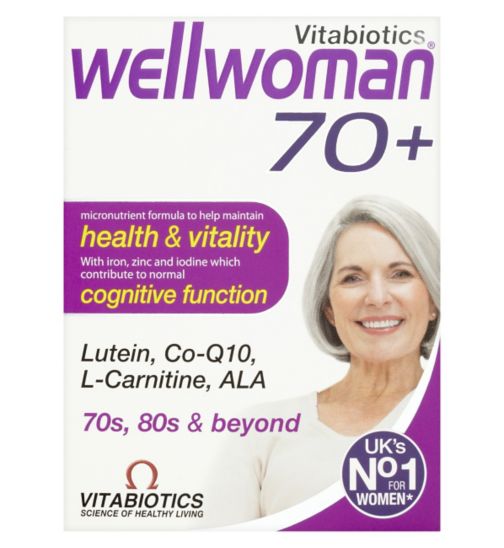 Vitabiotics
wellwoman®
70+
micronutrient formula to help maintain
health & vitality
With iron, zinc and iodine which
contribute to normal
cognitive function
Lutein, Co-Q10,
L-Carnitine, ALA
70s, 80s & beyond
UK's
No1
FOR
WOMEN*
VITABIOTICS
SCIENCE OF HEALTHY LIVING